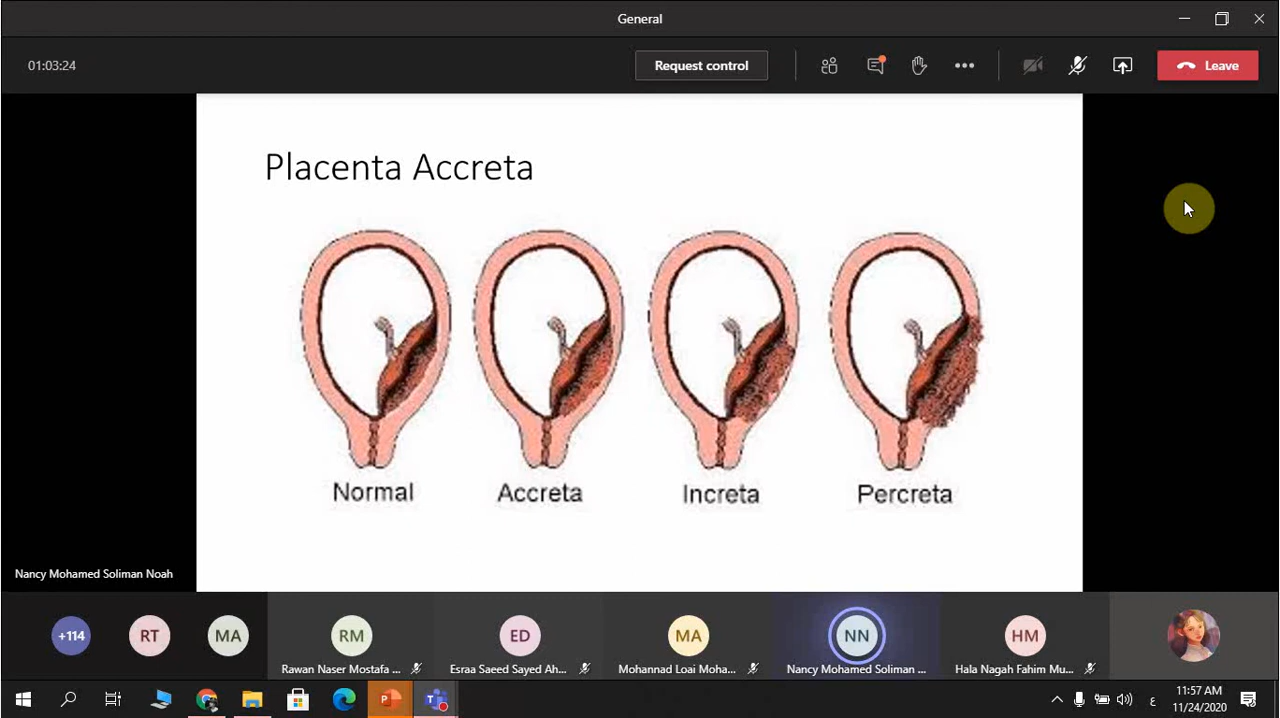 General
01:03:24
Request control
Leave
Placenta Accreta
Normal
Accreta
Increta
Percreta
Nancy Mohamed Soliman Noah
+114
RT
MA
RM
ED
MA
NN
HM
Rawan Naser Mostafa ...
Esraa Saeed Sayed Ah...
Mohannad Loai Moha...
Nancy Mohamed Soliman ...
Hala Nagah Fahim Mu...
ع
11:57 AM
11/24/2020